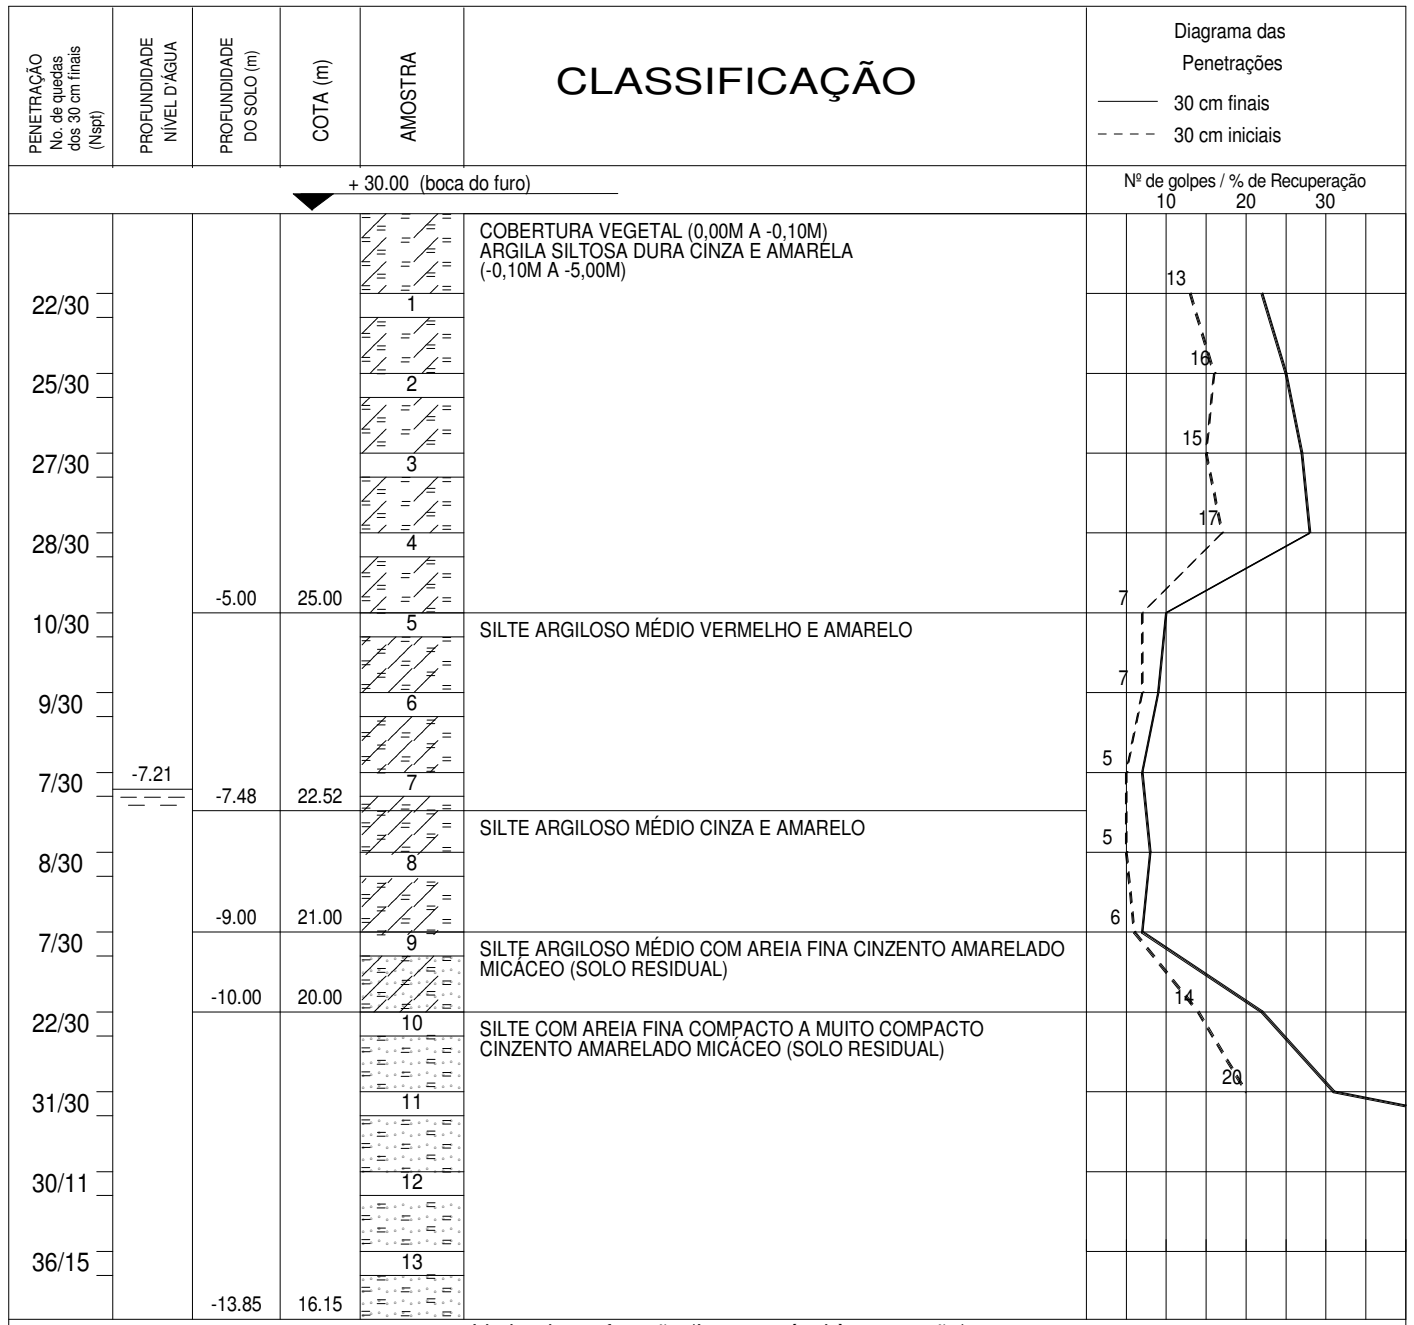 PENETRAÇÃO
No. de quedas
dos 30 cm finais
(Nspt)
PROFUNDIDADE
NÍVEL D'ÁGUA
PROFUNDIDADE
DO SOLO (m)
COTA (m)
AMOSTRA
CLASSIFICAÇÃO
Diagrama das
Penetrações
30 cm finais
30 cm iniciais
+ 30.00 (boca do furo)
Nº de golpes / % de Recuperação
10 20 30
COBERTURA VEGETAL (0,00M A -0,10M)
ARGILA SILTOSA DURA CINZA E AMARELA
(-0,10M A -5,00M)
13
22/30 1
16
25/30 2
15
27/30 3
17
28/30 4
-5.00 25.00 7
10/30 5 SILTE ARGILOSO MÉDIO VERMELHO E AMARELO
7
9/30 6
5
7/30 -7.21 7
-7.48 22.52
SILTE ARGILOSO MÉDIO CINZA E AMARELO 5
8/30 8
-9.00 21.00 6
7/30 9 SILTE ARGILOSO MÉDIO COM AREIA FINA CINZENTO AMARELADO
MICÁCEO (SOLO RESIDUAL)
-10.00 20.00 14
22/30 10 SILTE COM AREIA FINA COMPACTO A MUITO COMPACTO
CINZENTO AMARELADO MICÁCEO (SOLO RESIDUAL)
20
31/30 11
30/11 12
36/15 13
-13.85 16.15